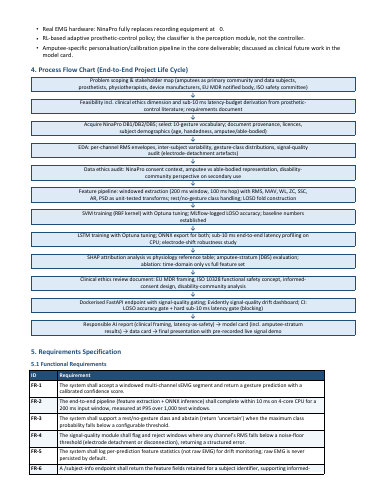 • Real EMG hardware: NinaPro fully replaces recording equipment at 0.
• RL-based adaptive prosthetic-control policy; the classifier is the perception module, not the controller.
• Amputee-specific personalisation/calibration pipeline in the core deliverable; discussed as clinical future work in the
model card.
4. Process Flow Chart (End-to-End Project Life Cycle)
Problem scoping & stakeholder map (amputees as primary community and data subjects,
prosthetists, physiotherapists, device manufacturers, EU MDR notified body, ISO safety committee)
↓
Feasibility incl. clinical ethics dimension and sub-10 ms latency-budget derivation from prosthetic-
control literature; requirements document
↓
Acquire NinaPro DB1/DB2/DB5; select 10-gesture vocabulary; document provenance, licences,
subject demographics (age, handedness, amputee/able-bodied)
↓
EDA: per-channel RMS envelopes, inter-subject variability, gesture-class distributions, signal-quality
audit (electrode-detachment artefacts)
↓
Data ethics audit: NinaPro consent context, amputee vs able-bodied representation, disability-
community perspective on secondary use
↓
Feature pipeline: windowed extraction (200 ms window, 100 ms hop) with RMS, MAV, WL, ZC, SSC,
AR, PSD as unit-tested transforms; rest/no-gesture class handling; LOSO fold construction
↓
SVM training (RBF kernel) with Optuna tuning; MLflow-logged LOSO accuracy; baseline numbers
established
↓
LSTM with Optuna tuning; ONNX export for both; sub-10 ms end-to-end latency profiling on
CPU; electrode-shift robustness study
↓
SHAP attribution analysis vs physiology reference table; amputee-stratum (DB5) evaluation;
ablation: time-domain only vs full feature set
↓
Clinical ethics review document: EU MDR framing, ISO 10328 functional safety concept, informed-
consent design, disability-community analysis
↓
Dockerised FastAPI endpoint with signal-quality gating; Evidently signal-quality drift dashboard; CI:
LOSO accuracy gate + hard sub-10 ms latency gate (blocking)
↓
Responsible AI report (clinical framing, latency-as-safety) → model card (incl. amputee-stratum
results) → data card → final presentation with pre-recorded live signal demo
5. Requirements Specification
5.1 Functional Requirements
ID Requirement
FR-1 The system shall accept a windowed multi-channel sEMG segment and return a gesture prediction with a
calibrated confidence score.
FR-2 The end-to-end pipeline (feature extraction + ONNX inference) shall complete within 10 ms on 4-core CPU for a
200 ms input window, measured at P95 over 1,000 test windows.
FR-3 The system shall support a rest/no-gesture class and abstain (return 'uncertain') when the maximum class
probability falls below a configurable threshold.
FR-4 The signal-quality module shall flag and reject windows where any channel's RMS falls below a noise-floor
threshold (electrode detachment or disconnection), returning a structured error.
FR-5 The system shall log per-prediction feature statistics (not raw EMG) for drift monitoring; raw EMG is never
persisted by default.
FR-6 A /subject-info endpoint shall return the feature fields retained for a subject identifier, supporting informed-